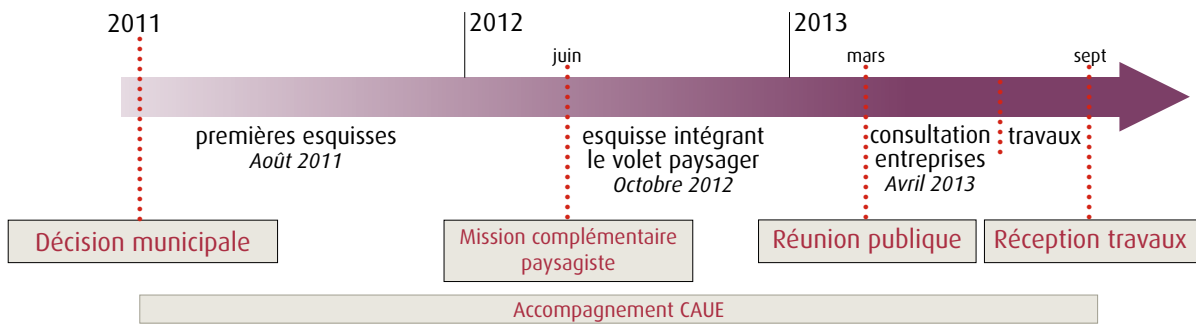 2011
2012
2013
juin
mars
sept
premières esquisses
Août 2011
esquisse intégrant
le volet paysager
Octobre 2012
consultation
entreprises
Avril 2013
travaux
Décision municipale
Mission complémentaire
paysagiste
Réunion publique
Réception travaux
Accompagnement CAUE